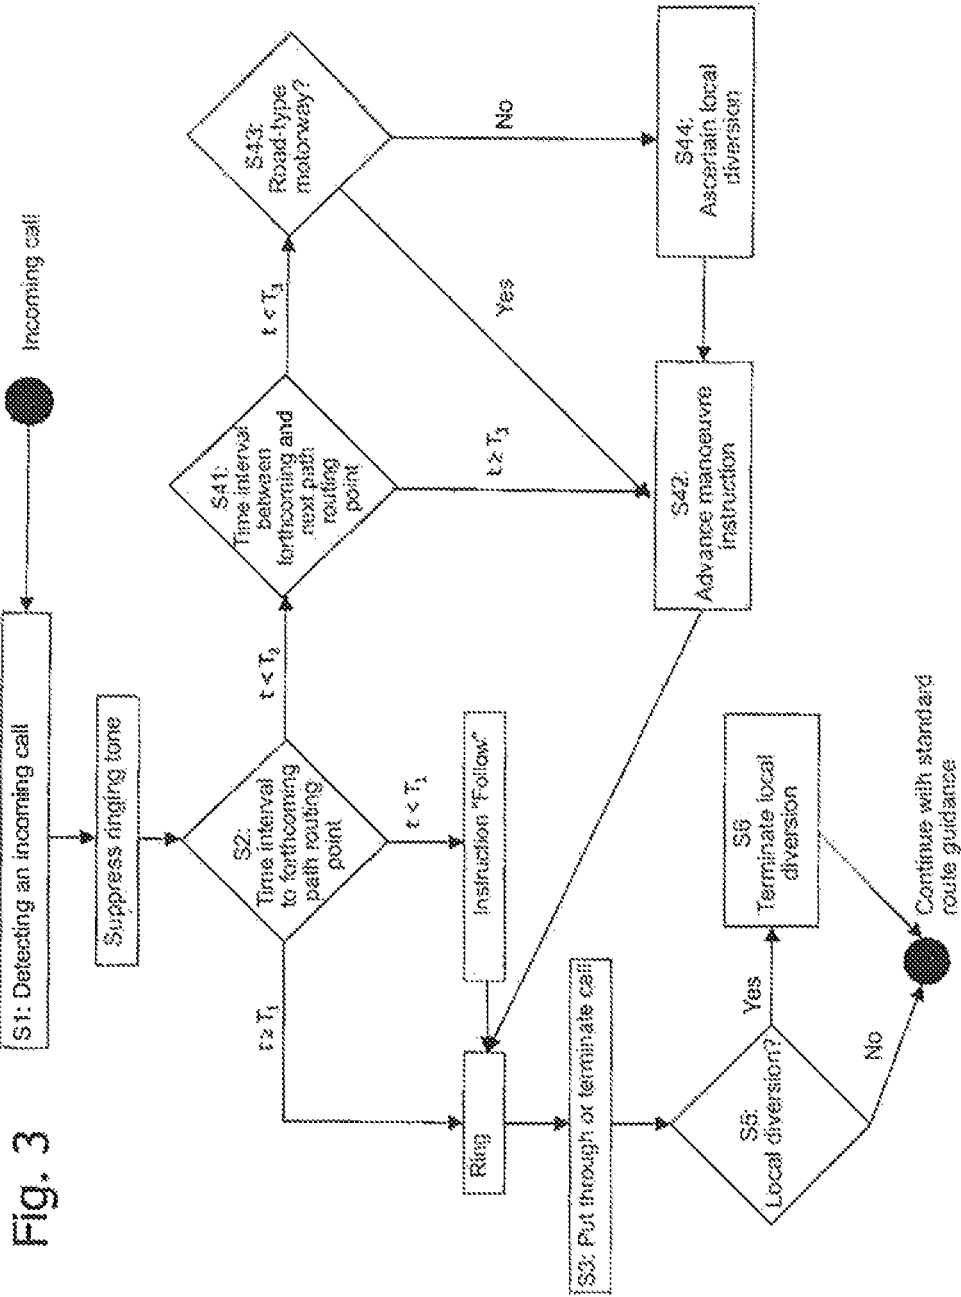 Fig. 3
Incoming call
S1: Detecting an incoming call
Suppress ringing tone
S2:
Time interval
to forthcoming
path routing
point
t ≥ T₁
t < T₁
t < T₂
Instruction "Follow"
S41:
Time interval
between
forthcoming and
next path
routing
point
t < T₃
t ≥ T₃
S43:
Road-type
motorway?
Yes
No
S44:
Ascertain local
diversion
S42:
Advance manoeuvre
instruction
Ring
S3: Put through or terminate call
S5:
Local diversion?
Yes
No
S6
Terminate local
diversion
Continue with standard
route guidance